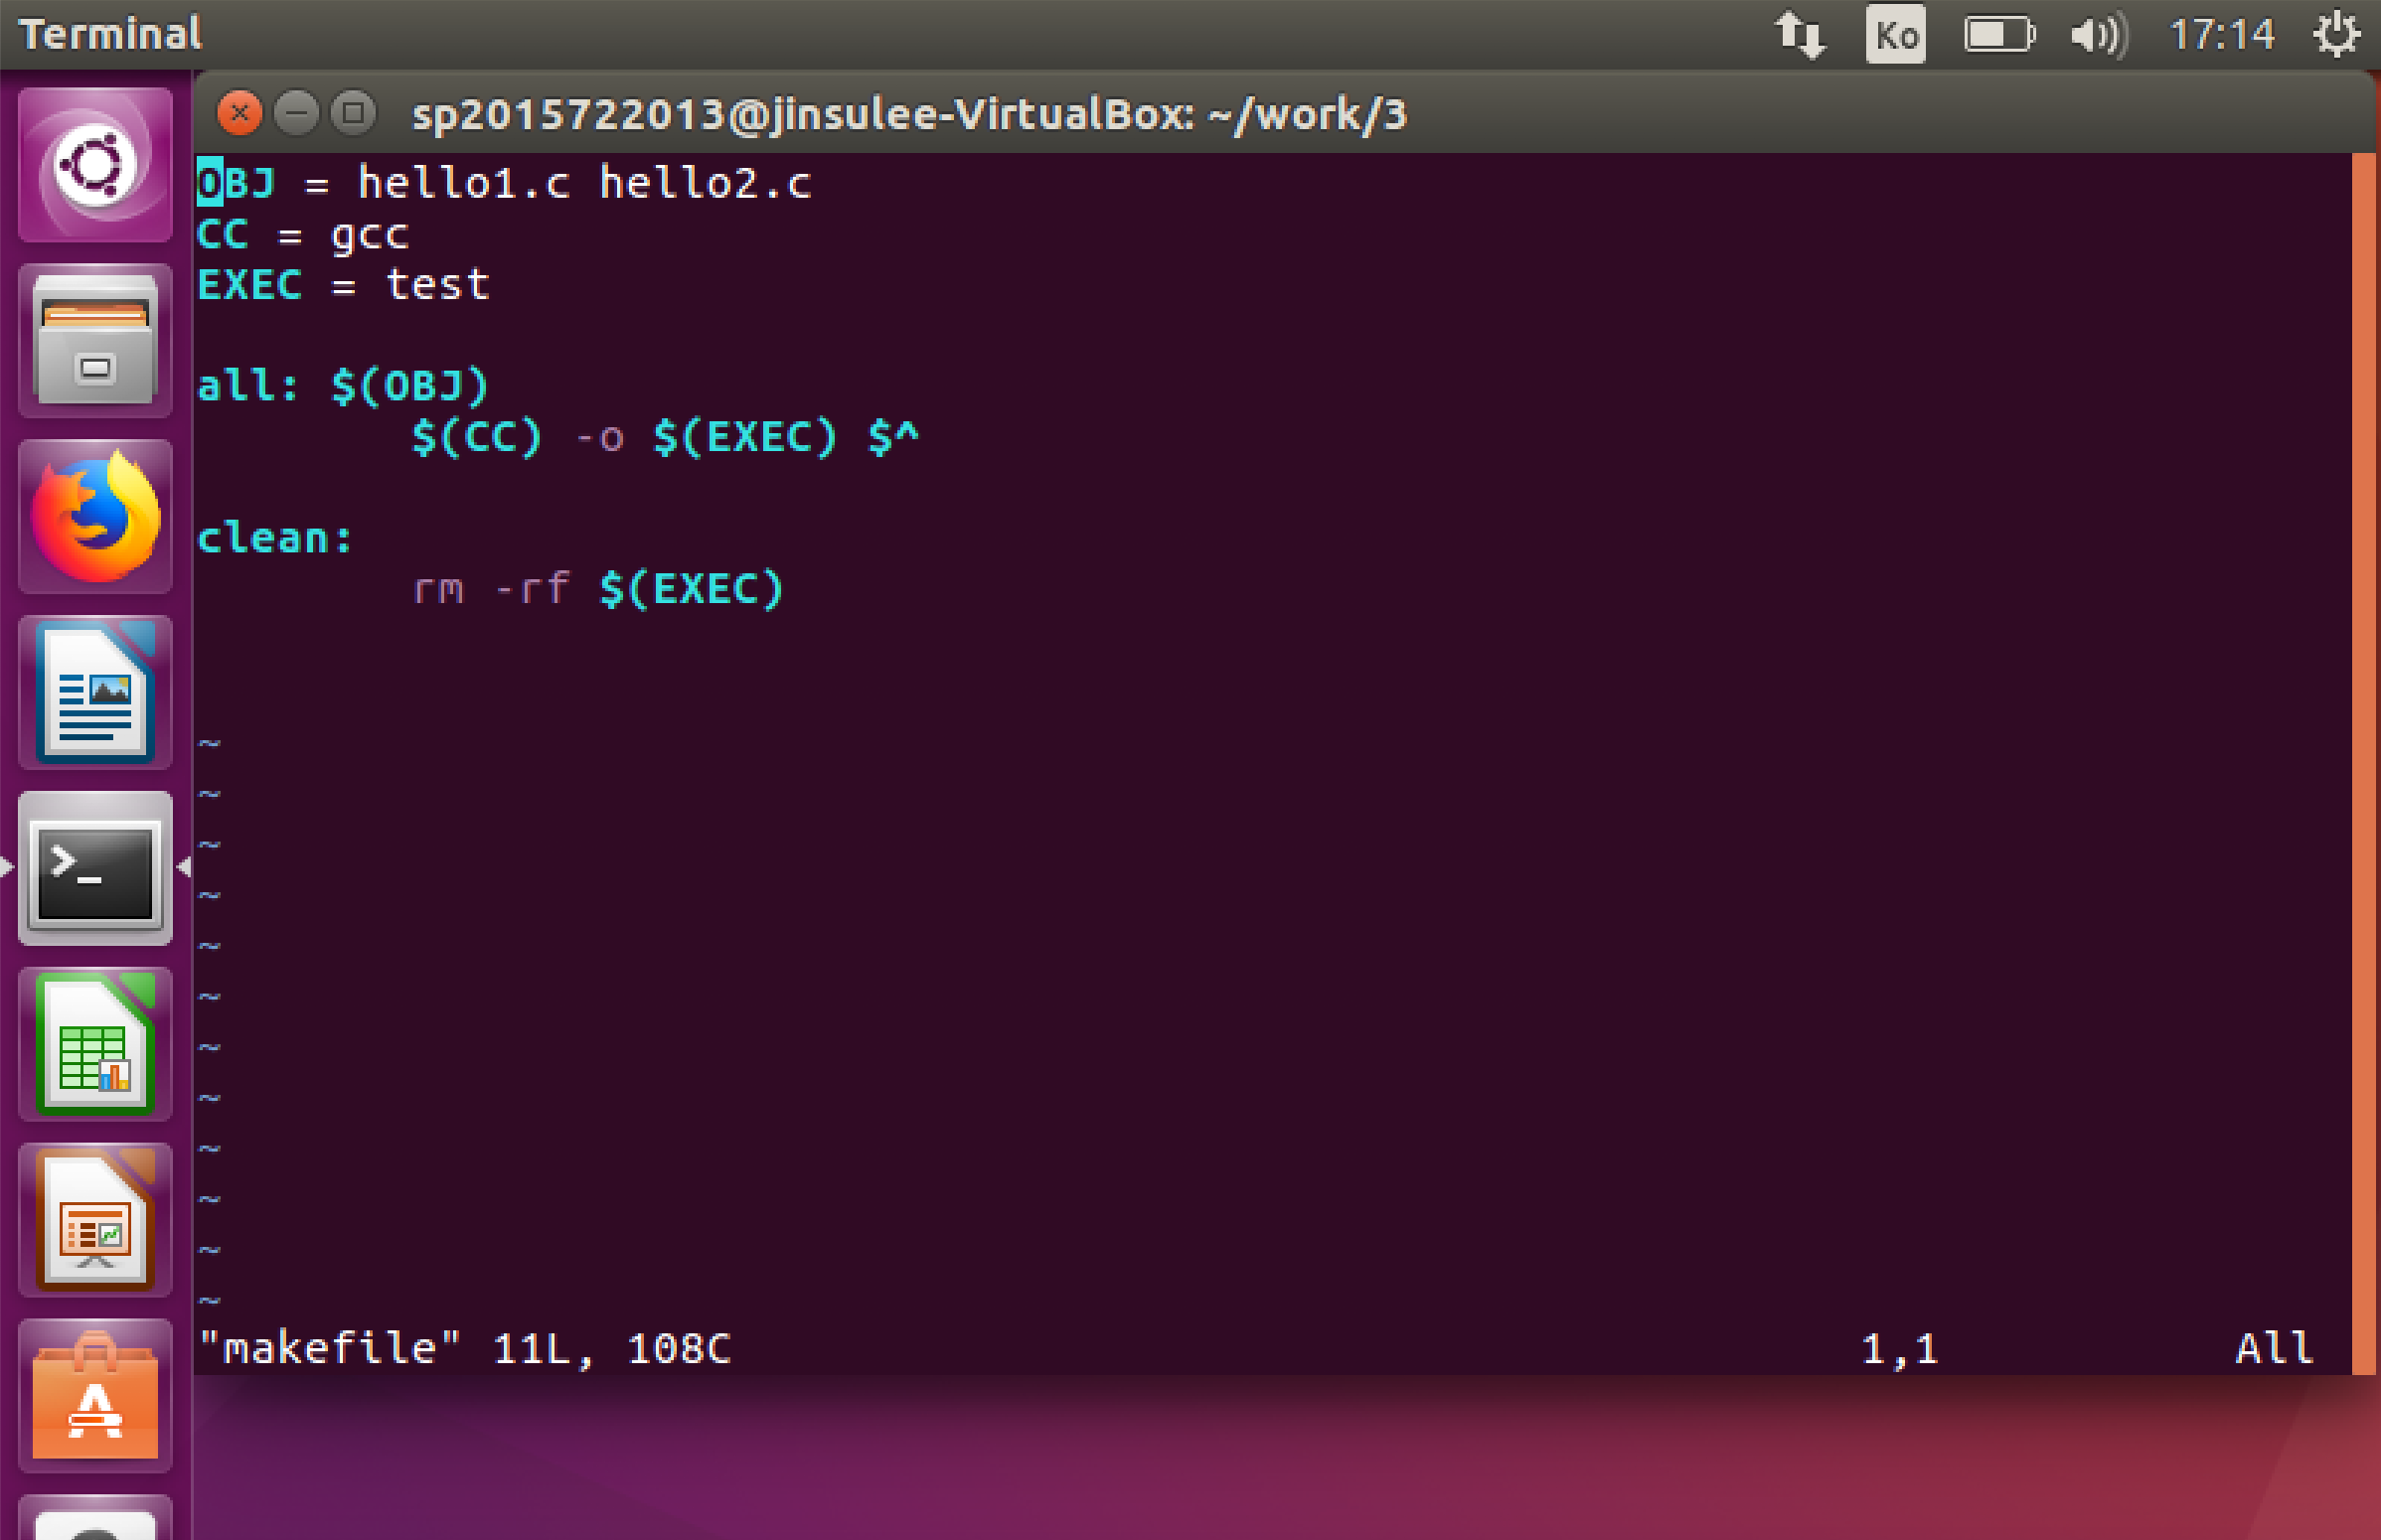 Terminal
Ko
17:14
sp2015722013@jinsulee-VirtualBox: ~/work/3
OBJ = hello1.c hello2.c
CC = gcc
EXEC = test
all: $(OBJ)
$(CC) -o $(EXEC) $^
clean:
rm -rf $(EXEC)
~
~
~
~
~
~
~
~
~
~
~
~
"makefile" 11L, 108C 1,1 All